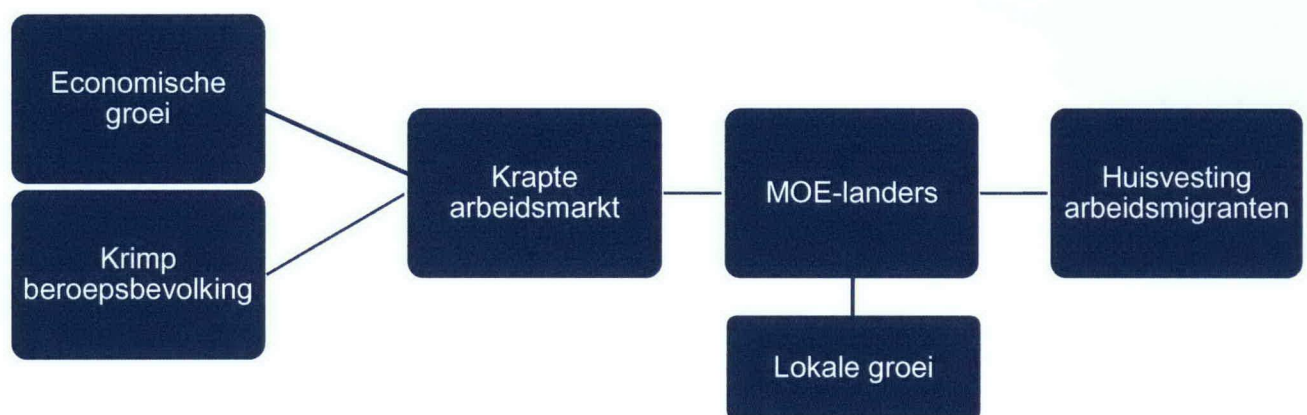 Economische
groei
Krimp
beroepsbevolking
Krapte
arbeidsmarkt
MOE-landers
Lokale groei
Huisvesting
arbeidsmigranten